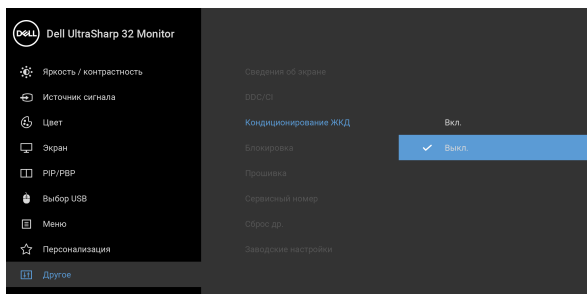 DELL Dell UltraSharp 32 Monitor
Яркость / контрастность
Источник сигнала
Цвет
Экран
PIP/PBP
Выбор USB
Меню
Персонализация
Другое
Сведения об экране
DDC/CI
Кондиционирование ЖКД
Блокировка
Прошивка
Сервисный номер
Сброс др
Заводские настройки
Вкл.
Выкл.